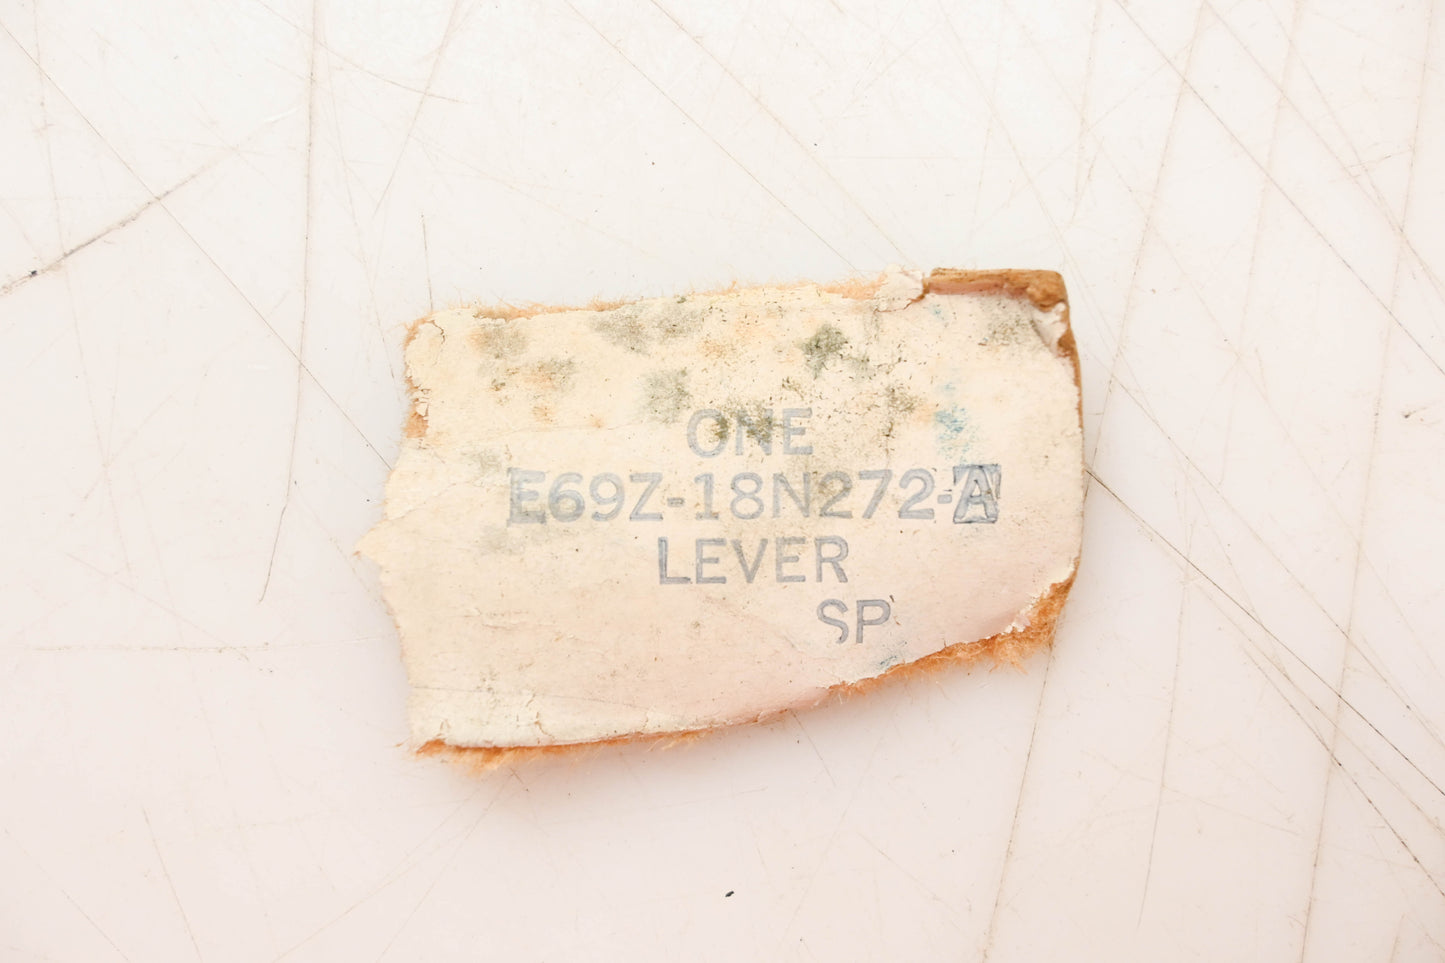 ONE
E69Z-18N272-A
LEVER
SP